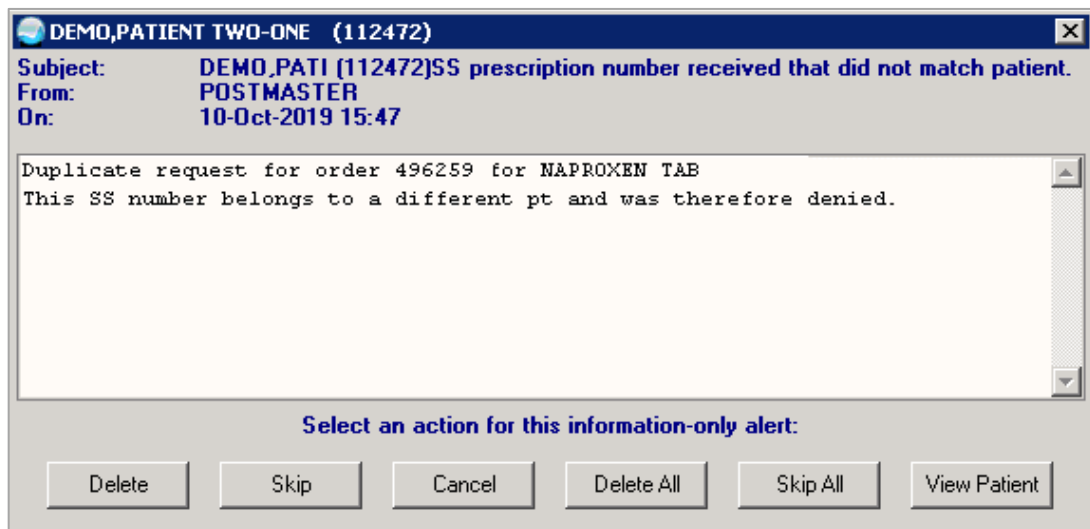 DEMO,PATIENT TWO-ONE (112472)
Subject: DEMO,PATI (112472)SS prescription number received that did not match patient.
From: POSTMASTER
On: 10-Oct-2019 15:47
Duplicate request for order 496259 for NAPROXEN TAB
This SS number belongs to a different pt and was therefore denied.
Select an action for this information-only alert:
Delete Skip Cancel Delete All Skip All View Patient